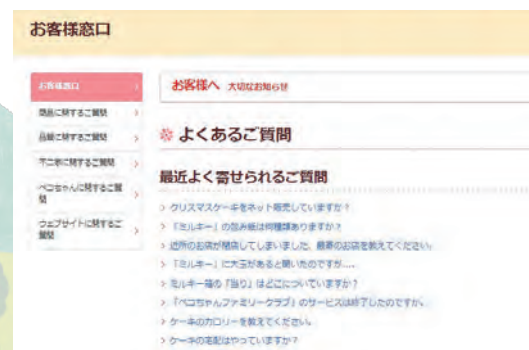 お客様窓口
お客様窓口
商品に関するご質問
品質に関するご質問
不二家に関するご質問
ペコちゃんに関するご質
問
ウェブサイトに関するご
質問
お客様へ 大切なお知らせ
よくあるご質問
最近よく寄せられるご質問
クリスマスケーキをネット販売していますか？
「ミルキー」の包み紙は何種類ありますか？
近所のお店が閉店してしまいました。最寄のお店を教えてください。
「ミルキー」に大玉があると聞いたのですが....
ミルキー箱の「当り」はどこについていますか？
「ペコちゃんファミリークラブ」のサービスは終了したのですか。
ケーキのカロリーを教えてください。
ケーキの宅配はやっていますか？